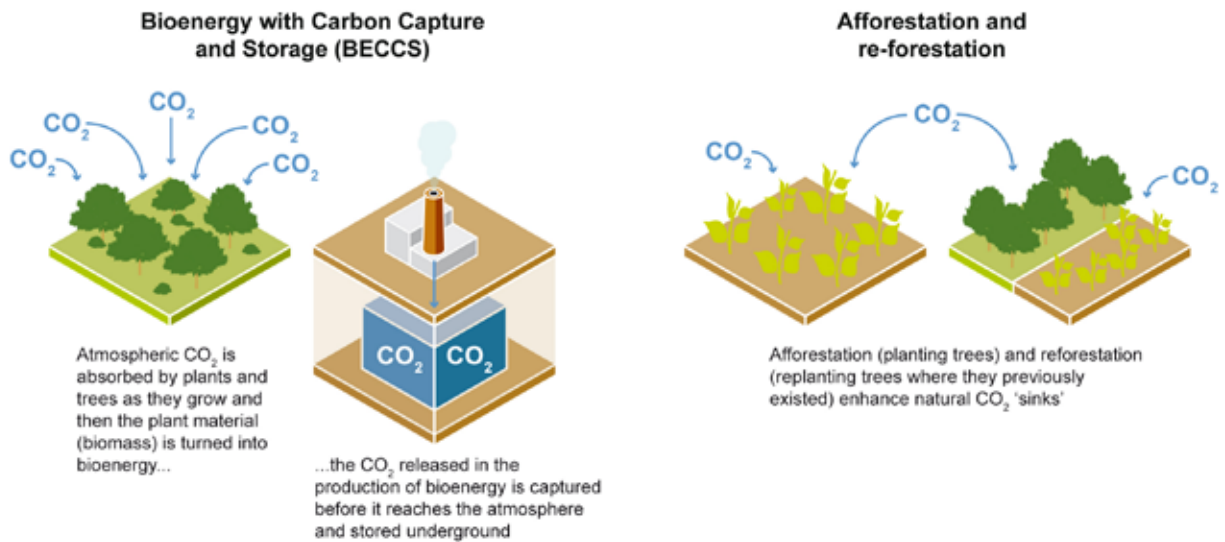 Bioenergy with Carbon Capture
and Storage (BECCS)
CO₂
CO₂
CO₂
CO₂
CO₂
CO₂
CO₂
Atmospheric CO₂ is
absorbed by plants and
trees as they grow and
then the plant material
(biomass) is turned into
bioenergy...
...the CO₂ released in the
production of bioenergy is captured
before it reaches the atmosphere
and stored underground
Afforestation and
re-forestation
CO₂
CO₂
CO₂
Afforestation (planting trees) and reforestation
(replanting trees where they previously
existed) enhance natural CO₂ ‘sinks’